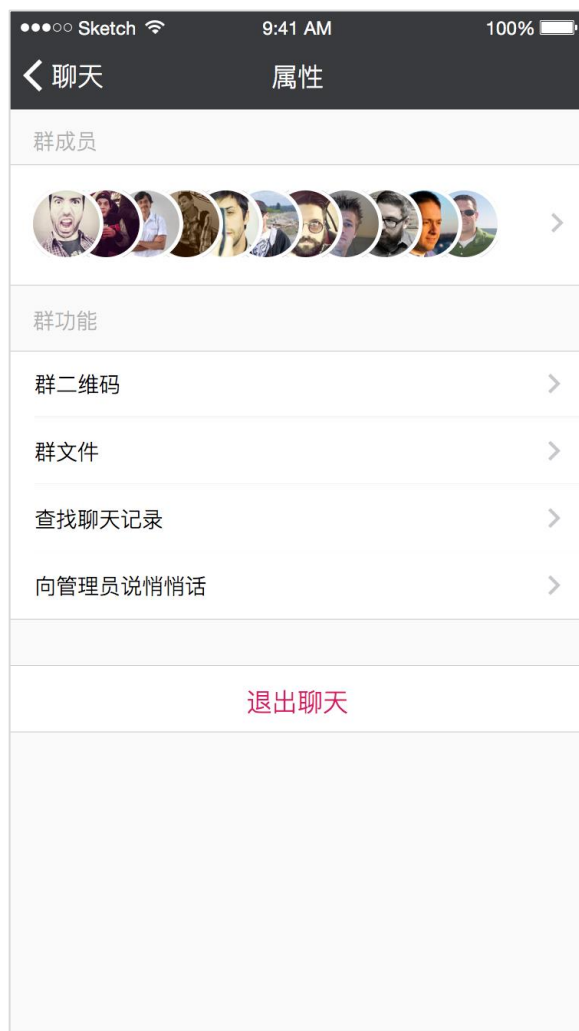 ●●●○○ Sketch 9:41 AM 100%
聊天 属性
群成员
群功能
群二维码
群文件
查找聊天记录
向管理员说悄悄话
退出聊天